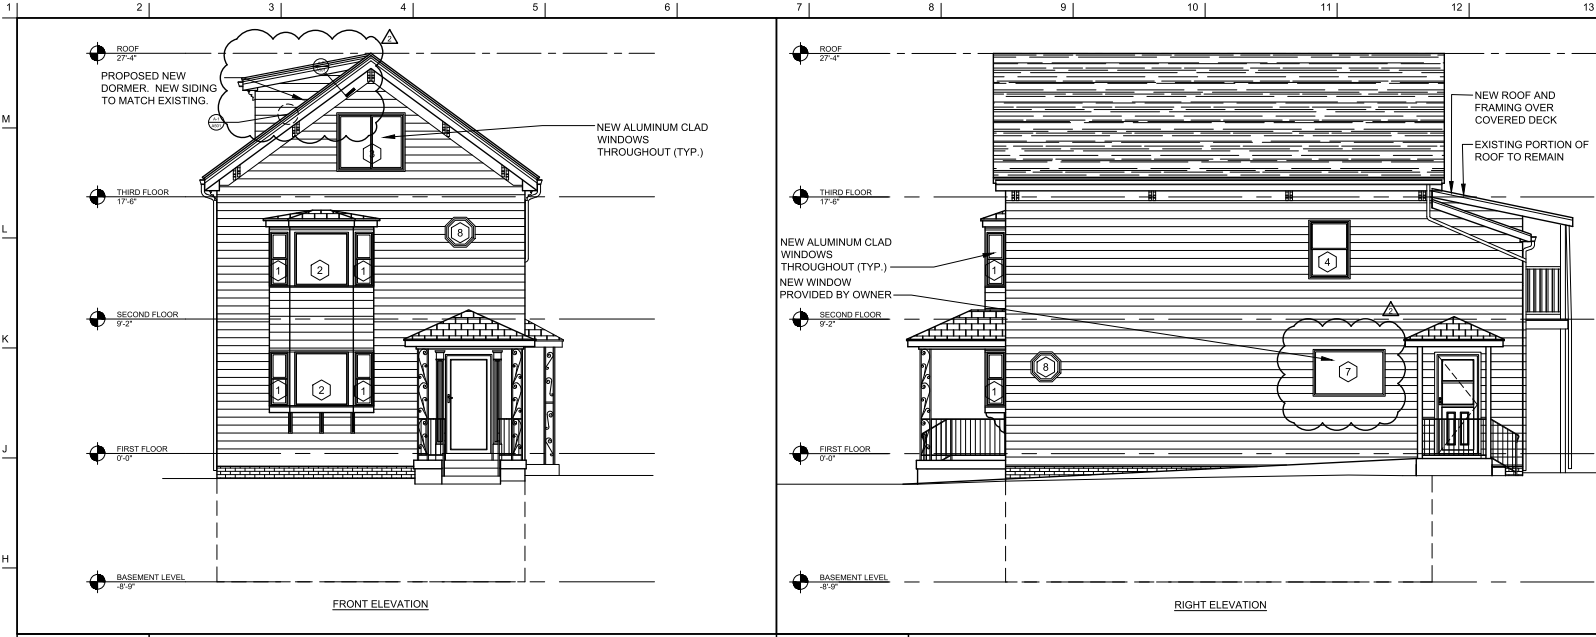 1 2 3 4 5 6 7 8 9 10 11 12 13
M
L
K
J
H
2
ROOF
27'-4"
PROPOSED NEW
DORMER. NEW SIDING
TO MATCH EXISTING.
NEW ALUMINUM CLAD
WINDOWS
THROUGHOUT (TYP.)
3
THIRD FLOOR
17'-6"
8
1 2 1
SECOND FLOOR
9'-2"
1 2 1
FIRST FLOOR
0'-0"
BASEMENT LEVEL
-8'-9"
FRONT ELEVATION
ROOF
27'-4"
NEW ROOF AND
FRAMING OVER
COVERED DECK
EXISTING PORTION OF
ROOF TO REMAIN
THIRD FLOOR
17'-6"
NEW ALUMINUM CLAD
WINDOWS
THROUGHOUT (TYP.)
1
4
NEW WINDOW
PROVIDED BY OWNER
2
SECOND FLOOR
9'-2"
8
7
1
FIRST FLOOR
0'-0"
BASEMENT LEVEL
-8'-9"
RIGHT ELEVATION